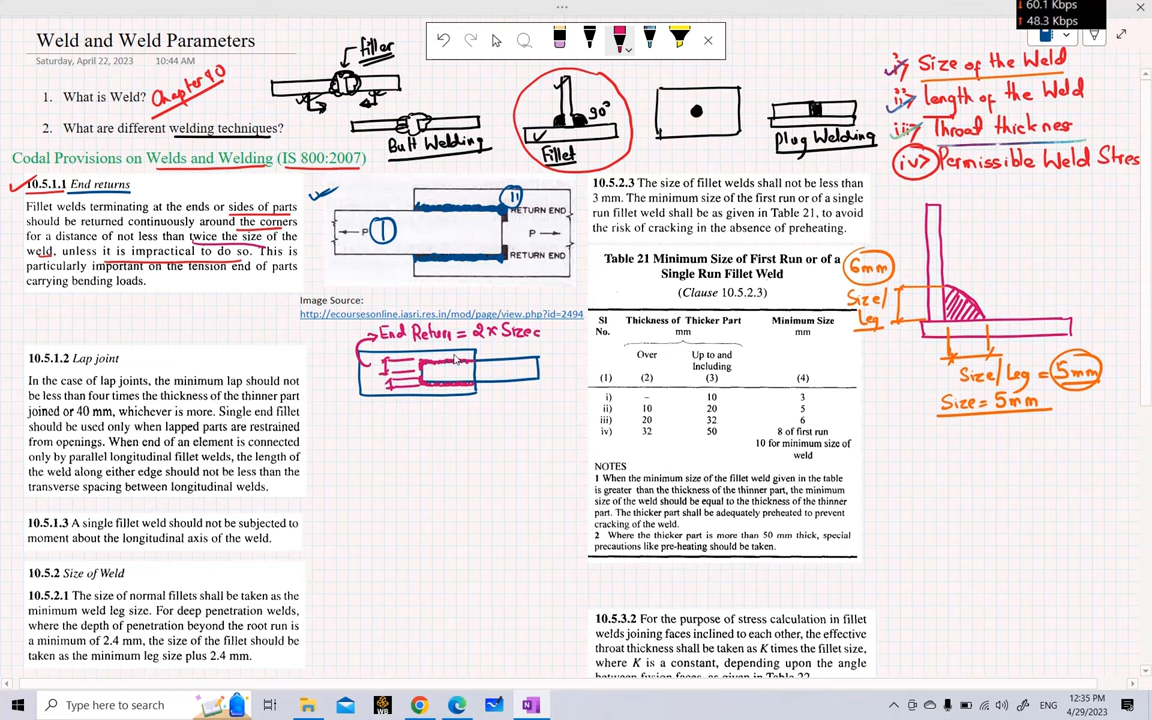 60.1 Kbps
48.3 Kbps
Weld and Weld Parameters
Saturday, April 22, 2023 10:44 AM
1. What is Weld?
Chapter 10
2. What are different welding techniques?
filler
Butt Welding
90°
Fillet
Plug Welding
i> Size of the Weld
ii> length of the Weld
iii> Throat thickness
iv> Permissible Weld Stres
Codal Provisions on Welds and Welding (IS 800:2007)
10.5.1.1 End returns
Fillet welds terminating at the ends or sides of parts
should be returned continuously around the corners
for a distance of not less than twice the size of the
weld, unless it is impractical to do so. This is
particularly important on the tension end of parts
carrying bending loads.
I
II
RETURN END
P
P
RETURN END
Image Source:
http://ecoursesonline.iasri.res.in/mod/page/view.php?id=2494
End Return = 2 x Size
10.5.1.2 Lap joint
In the case of lap joints, the minimum lap should not
be less than four times the thickness of the thinner part
joined or 40 mm, whichever is more. Single end fillet
should be used only when lapped parts are restrained
from openings. When end of an element is connected
only by parallel longitudinal fillet welds, the length of
the weld along either edge should not be less than the
transverse spacing between longitudinal welds.
10.5.1.3 A single fillet weld should not be subjected to
moment about the longitudinal axis of the weld.
10.5.2 Size of Weld
10.5.2.1 The size of normal fillets shall be taken as the
minimum weld leg size. For deep penetration welds,
where the depth of penetration beyond the root run is
a minimum of 2.4 mm, the size of the fillet should be
taken as the minimum leg size plus 2.4 mm.
10.5.2.3 The size of fillet welds shall not be less than
3 mm. The minimum size of the first run or of a single
run fillet weld shall be as given in Table 21, to avoid
the risk of cracking in the absence of preheating.
Table 21 Minimum Size of First Run or of a
Single Run Fillet Weld
(Clause 10.5.2.3)
Sl No. Thickness of Thicker Part mm Minimum Size mm
Over Up to and Including
(1) (2) (3) (4)
i) – 10 3
ii) 10 20 5
iii) 20 32 6
iv) 32 50 8 of first run
10 for minimum size of
weld
NOTES
1 When the minimum size of the fillet weld given in the table
is greater than the thickness of the thinner part, the minimum
size of the weld should be equal to the thickness of the thinner
part. The thicker part shall be adequately preheated to prevent
cracking of the weld.
2 Where the thicker part is more than 50 mm thick, special
precautions like pre-heating should be taken.
6mm
Size/
Leg
Size/Leg = 5mm
Size = 5mm
10.5.3.2 For the purpose of stress calculation in fillet
welds joining faces inclined to each other, the effective
throat thickness shall be taken as K times the fillet size,
where K is a constant, depending upon the angle
between fusion faces, as given in Table 22.
Type here to search
WB
N
ENG
12:35 PM
4/29/2023